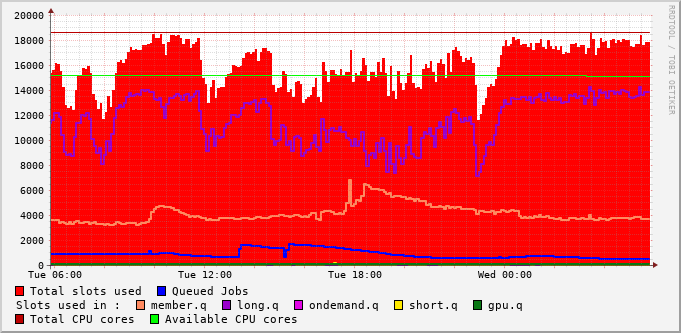 20000
18000
16000
14000
12000
10000
8000
6000
4000
2000
0
Tue 06:00 Tue 12:00 Tue 18:00 Wed 00:00
Total slots used Queued Jobs
Slots used in : member.q long.q ondemand.q short.q gpu.q
Total CPU cores Available CPU cores
RRDTOOL / TOBI OETIKER